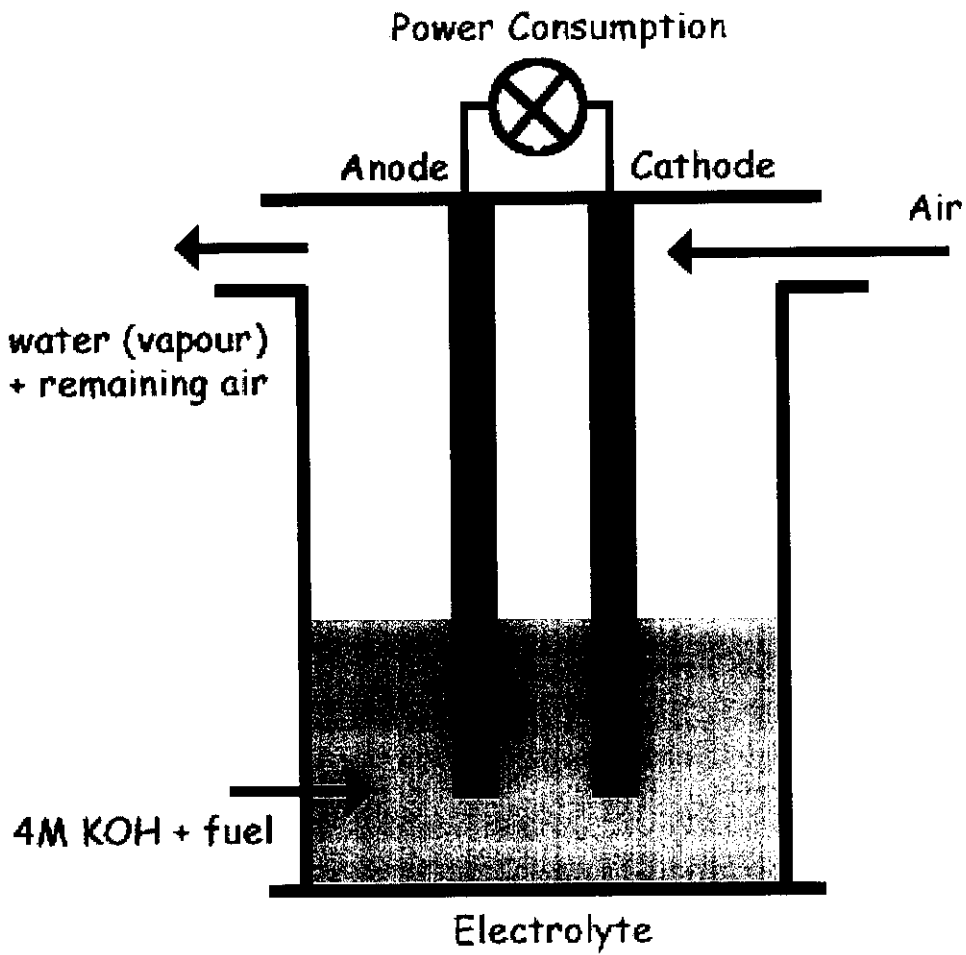 Power Consumption
Anode
Cathode
Air
water (vapour)
+ remaining air
4M KOH + fuel
Electrolyte